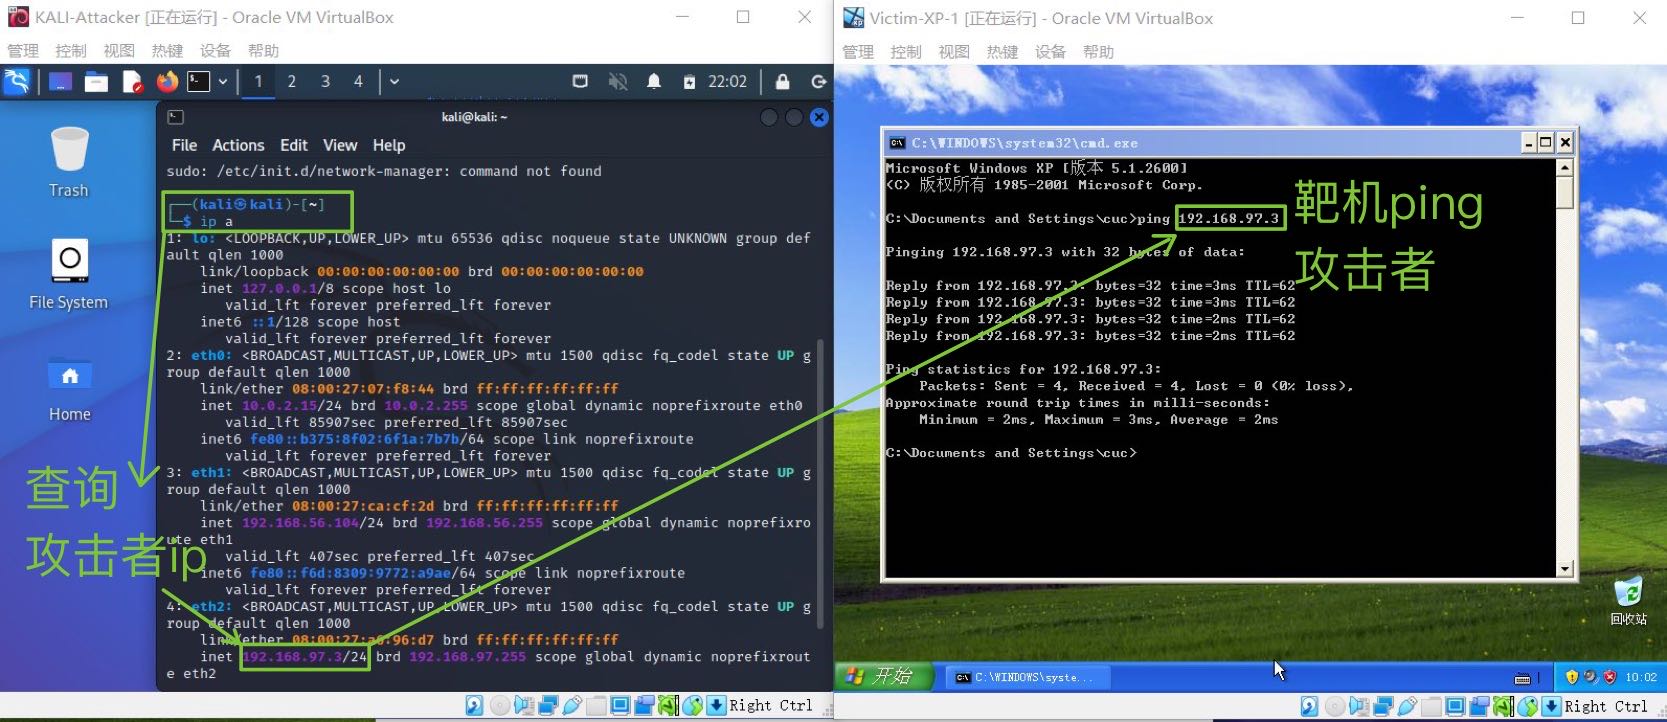 KALI-Attacker [正在运行] - Oracle VM VirtualBox
管理 控制 视图 热键 设备 帮助
1 2 3 4 22:02
Trash
File System
Home
kali@kali: ~
File Actions Edit View Help
sudo: /etc/init.d/network-manager: command not found
(kali㉿kali)-[~]
$ ip a
1: lo: <LOOPBACK,UP,LOWER_UP> mtu 65536 qdisc noqueue state UNKNOWN group def
ault qlen 1000
link/loopback 00:00:00:00:00:00 brd 00:00:00:00:00:00
inet 127.0.0.1/8 scope host lo
valid_lft forever preferred_lft forever
inet6 ::1/128 scope host
valid_lft forever preferred_lft forever
2: eth0: <BROADCAST,MULTICAST,UP,LOWER_UP> mtu 1500 qdisc fq_codel state UP g
roup default qlen 1000
link/ether 08:00:27:07:f8:44 brd ff:ff:ff:ff:ff:ff
inet 10.0.2.15/24 brd 10.0.2.255 scope global dynamic noprefixroute eth0
valid_lft 85907sec preferred_lft 85907sec
inet6 fe80::b375:8f02:6f1a:7b7b/64 scope link noprefixroute
valid_lft forever preferred_lft forever
3: eth1: <BROADCAST,MULTICAST,UP,LOWER_UP> mtu 1500 qdisc fq_codel state UP g
roup default qlen 1000
link/ether 08:00:27:ca:cf:2d brd ff:ff:ff:ff:ff:ff
inet 192.168.56.104/24 brd 192.168.56.255 scope global dynamic noprefixro
ute eth1
valid_lft 407sec preferred_lft 407sec
inet6 fe80::f6d:8309:9772:a9ae/64 scope link noprefixroute
valid_lft forever preferred_lft forever
4: eth2: <BROADCAST,MULTICAST,UP,LOWER_UP> mtu 1500 qdisc fq_codel state UP g
roup default qlen 1000
link/ether 08:00:27:a6:96:d7 brd ff:ff:ff:ff:ff:ff
inet 192.168.97.3/24 brd 192.168.97.255 scope global dynamic noprefixrout
e eth2
查询
攻击者ip
Right Ctrl
Victim-XP-1 [正在运行] - Oracle VM VirtualBox
管理 控制 视图 热键 设备 帮助
C:\WINDOWS\system32\cmd.exe
Microsoft Windows XP [版本 5.1.2600]
(C) 版权所有 1985-2001 Microsoft Corp.
C:\Documents and Settings\cuc>ping 192.168.97.3
Pinging 192.168.97.3 with 32 bytes of data:
Reply from 192.168.97.3: bytes=32 time=3ms TTL=62
Reply from 192.168.97.3: bytes=32 time=3ms TTL=62
Reply from 192.168.97.3: bytes=32 time=2ms TTL=62
Reply from 192.168.97.3: bytes=32 time=2ms TTL=62
Ping statistics for 192.168.97.3:
Packets: Sent = 4, Received = 4, Lost = 0 (0% loss),
Approximate round trip times in milli-seconds:
Minimum = 2ms, Maximum = 3ms, Average = 2ms
C:\Documents and Settings\cuc>
靶机ping
攻击者
回收站
开始 C:\WINDOWS\syste... 10:02
Right Ctrl